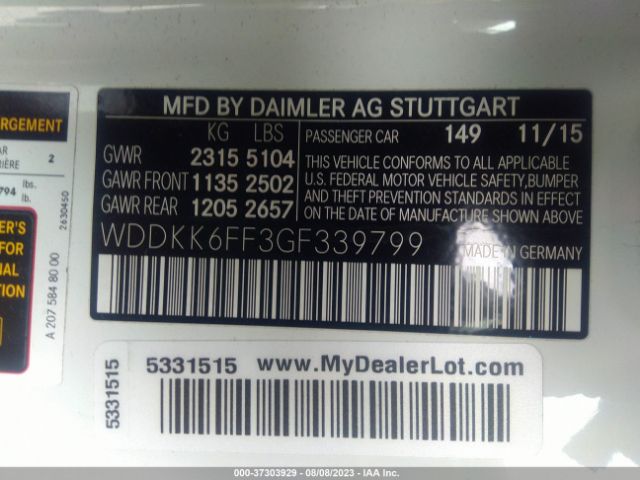 MFD BY DAIMLER AG STUTTGART
KG LBS
GVWR 2315 5104
GAWR FRONT 1135 2502
GAWR REAR 1205 2657
PASSENGER CAR 149 11/15
THIS VEHICLE CONFORMS TO ALL APPLICABLE
U.S. FEDERAL MOTOR VEHICLE SAFETY, BUMPER
AND THEFT PREVENTION STANDARDS IN EFFECT
ON THE DATE OF MANUFACTURE SHOWN ABOVE.
WDDKK6FF3GF339799
MADE IN GERMANY
RGEMENT
AR 2
IÈRE
794 lbs.
lb.
2630450
ER'S
FOR
NAL
TION
A 207 584 80 00
5331515
5331515 www.MyDealerLot.com
000-37303929 - 08/08/2023 - IAA Inc.